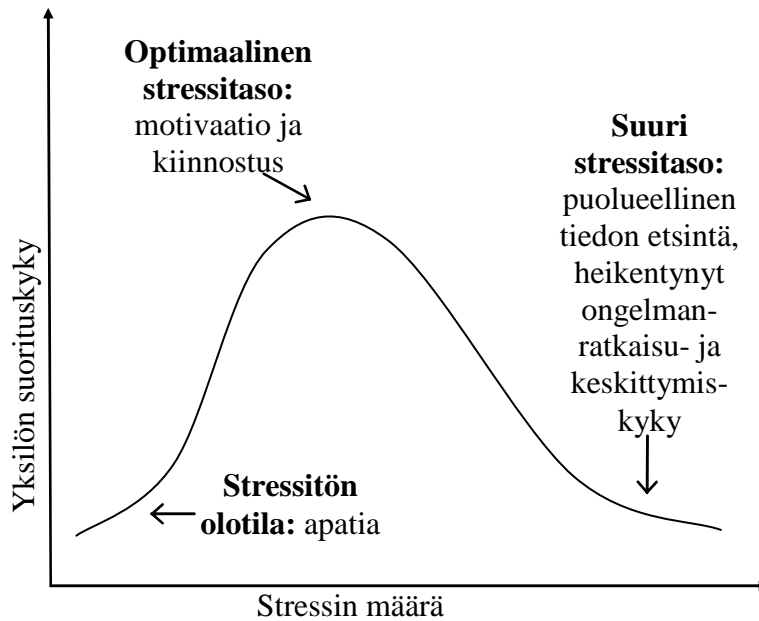 Optimaalinen
stressitaso:
motivaatio ja
kiinnostus
Suuri
stressitaso:
puolueellinen
tiedon etsintä,
heikentynyt
ongelman-
ratkaisu- ja
keskittymis-
kyky
Yksilön suorituskyky
Stressitön
olotila: apatia
Stressin määrä